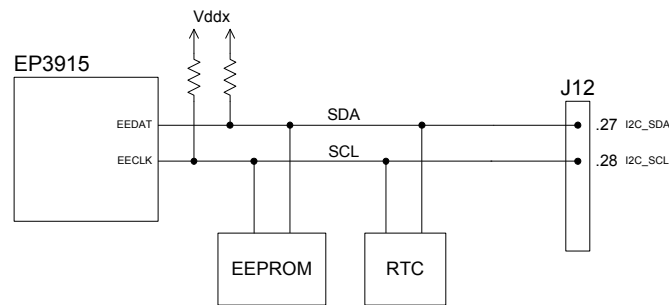 Vddx
EP3915
J12
EEDAT
SDA
.27 I2C_SDA
EECLK
SCL
.28 I2C_SCL
EEPROM
RTC